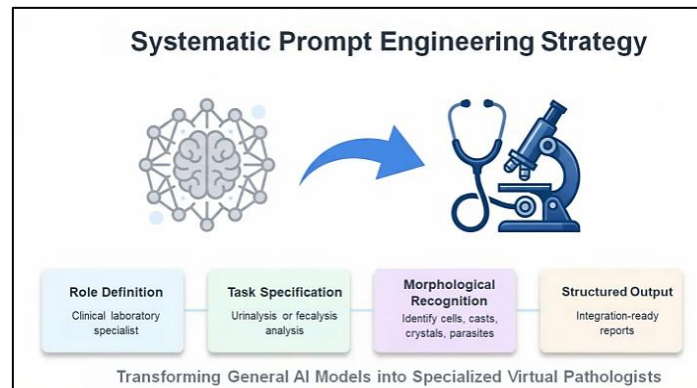 Systematic Prompt Engineering Strategy
Role Definition
Clinical laboratory
specialist
Task Specification
Urinalysis or fecalysis
analysis
Morphological
Recognition
Identify cells, casts,
crystals, parasites
Structured Output
Integration-ready
reports
Transforming General AI Models into Specialized Virtual Pathologists